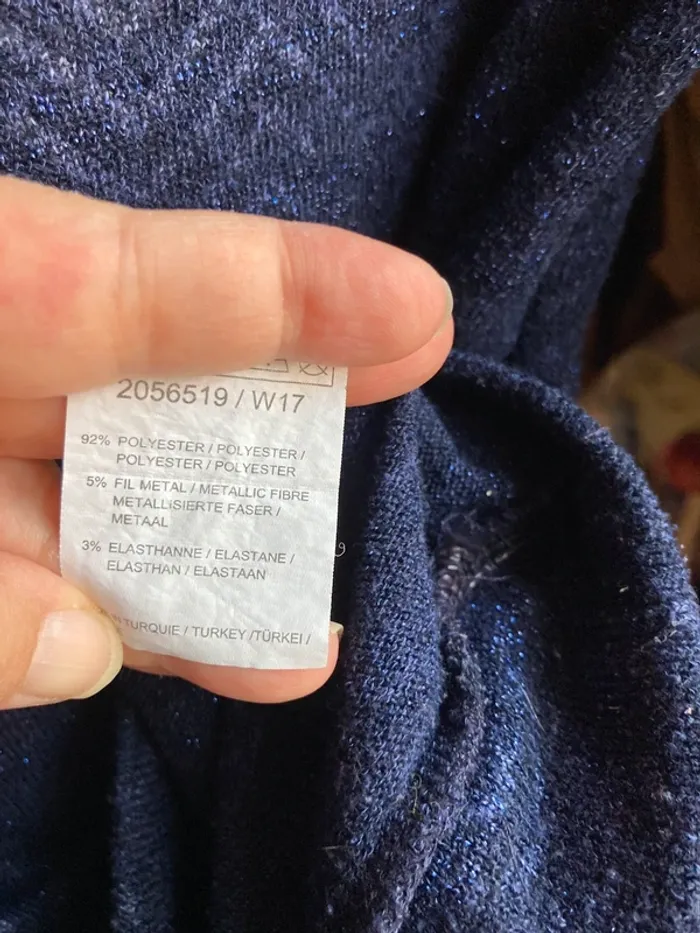 2056519 / W17
92% POLYESTER / POLYESTER /
POLYESTER / POLYESTER
5% FIL METAL / METALLIC FIBRE
METALLISIERTE FASER /
METAAL
3% ELASTHANNE / ELASTANE /
ELASTHAN / ELASTAAN
TURQUIE / TURKEY /TÜRKEI /